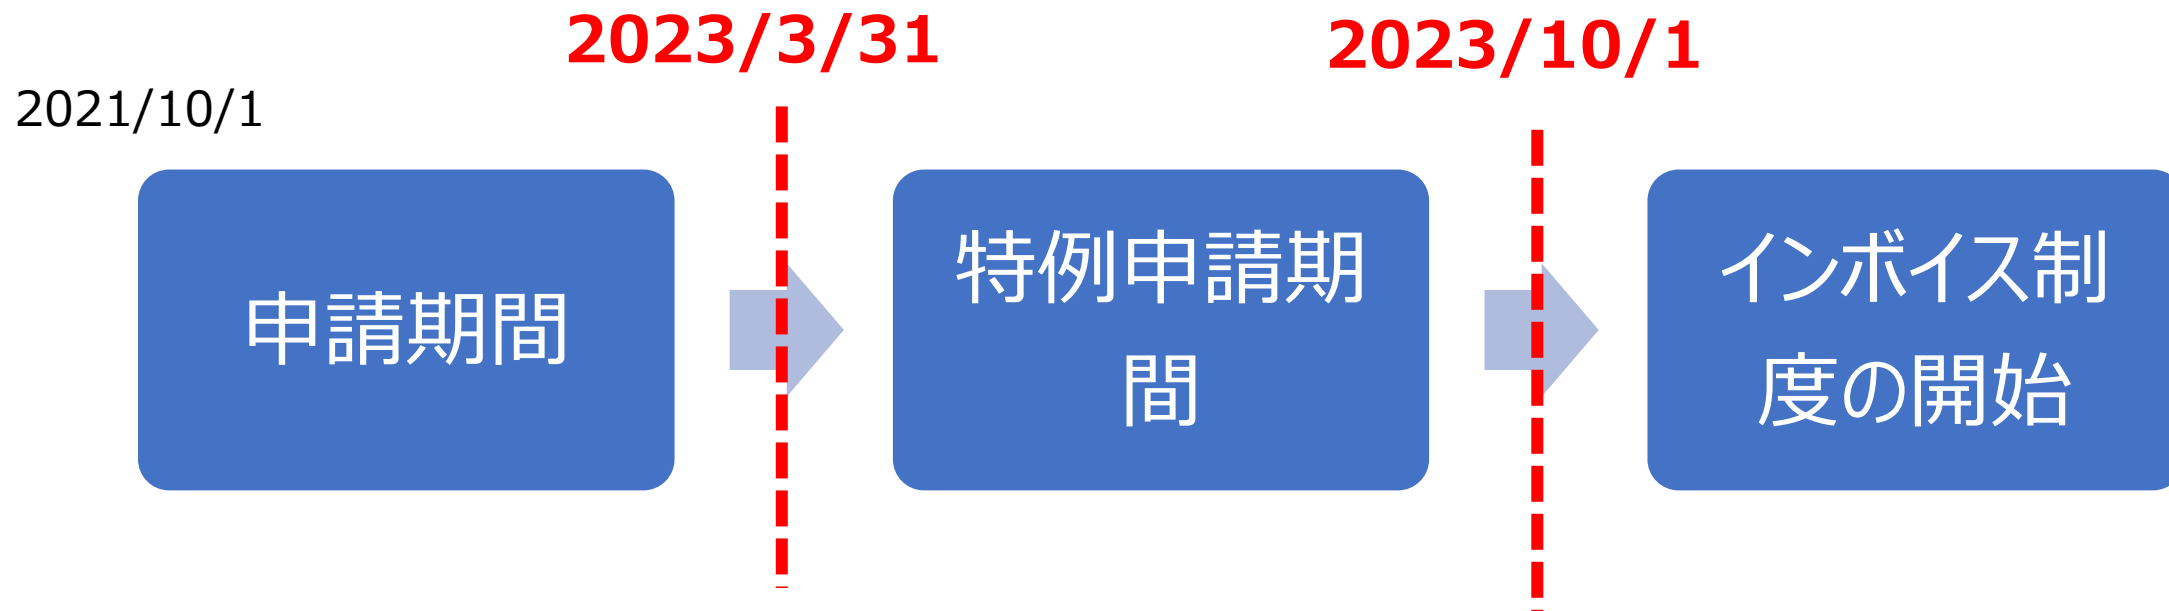 2023/3/31
2023/10/1
2021/10/1
申請期間
特例申請期
間
インボイス制
度の開始